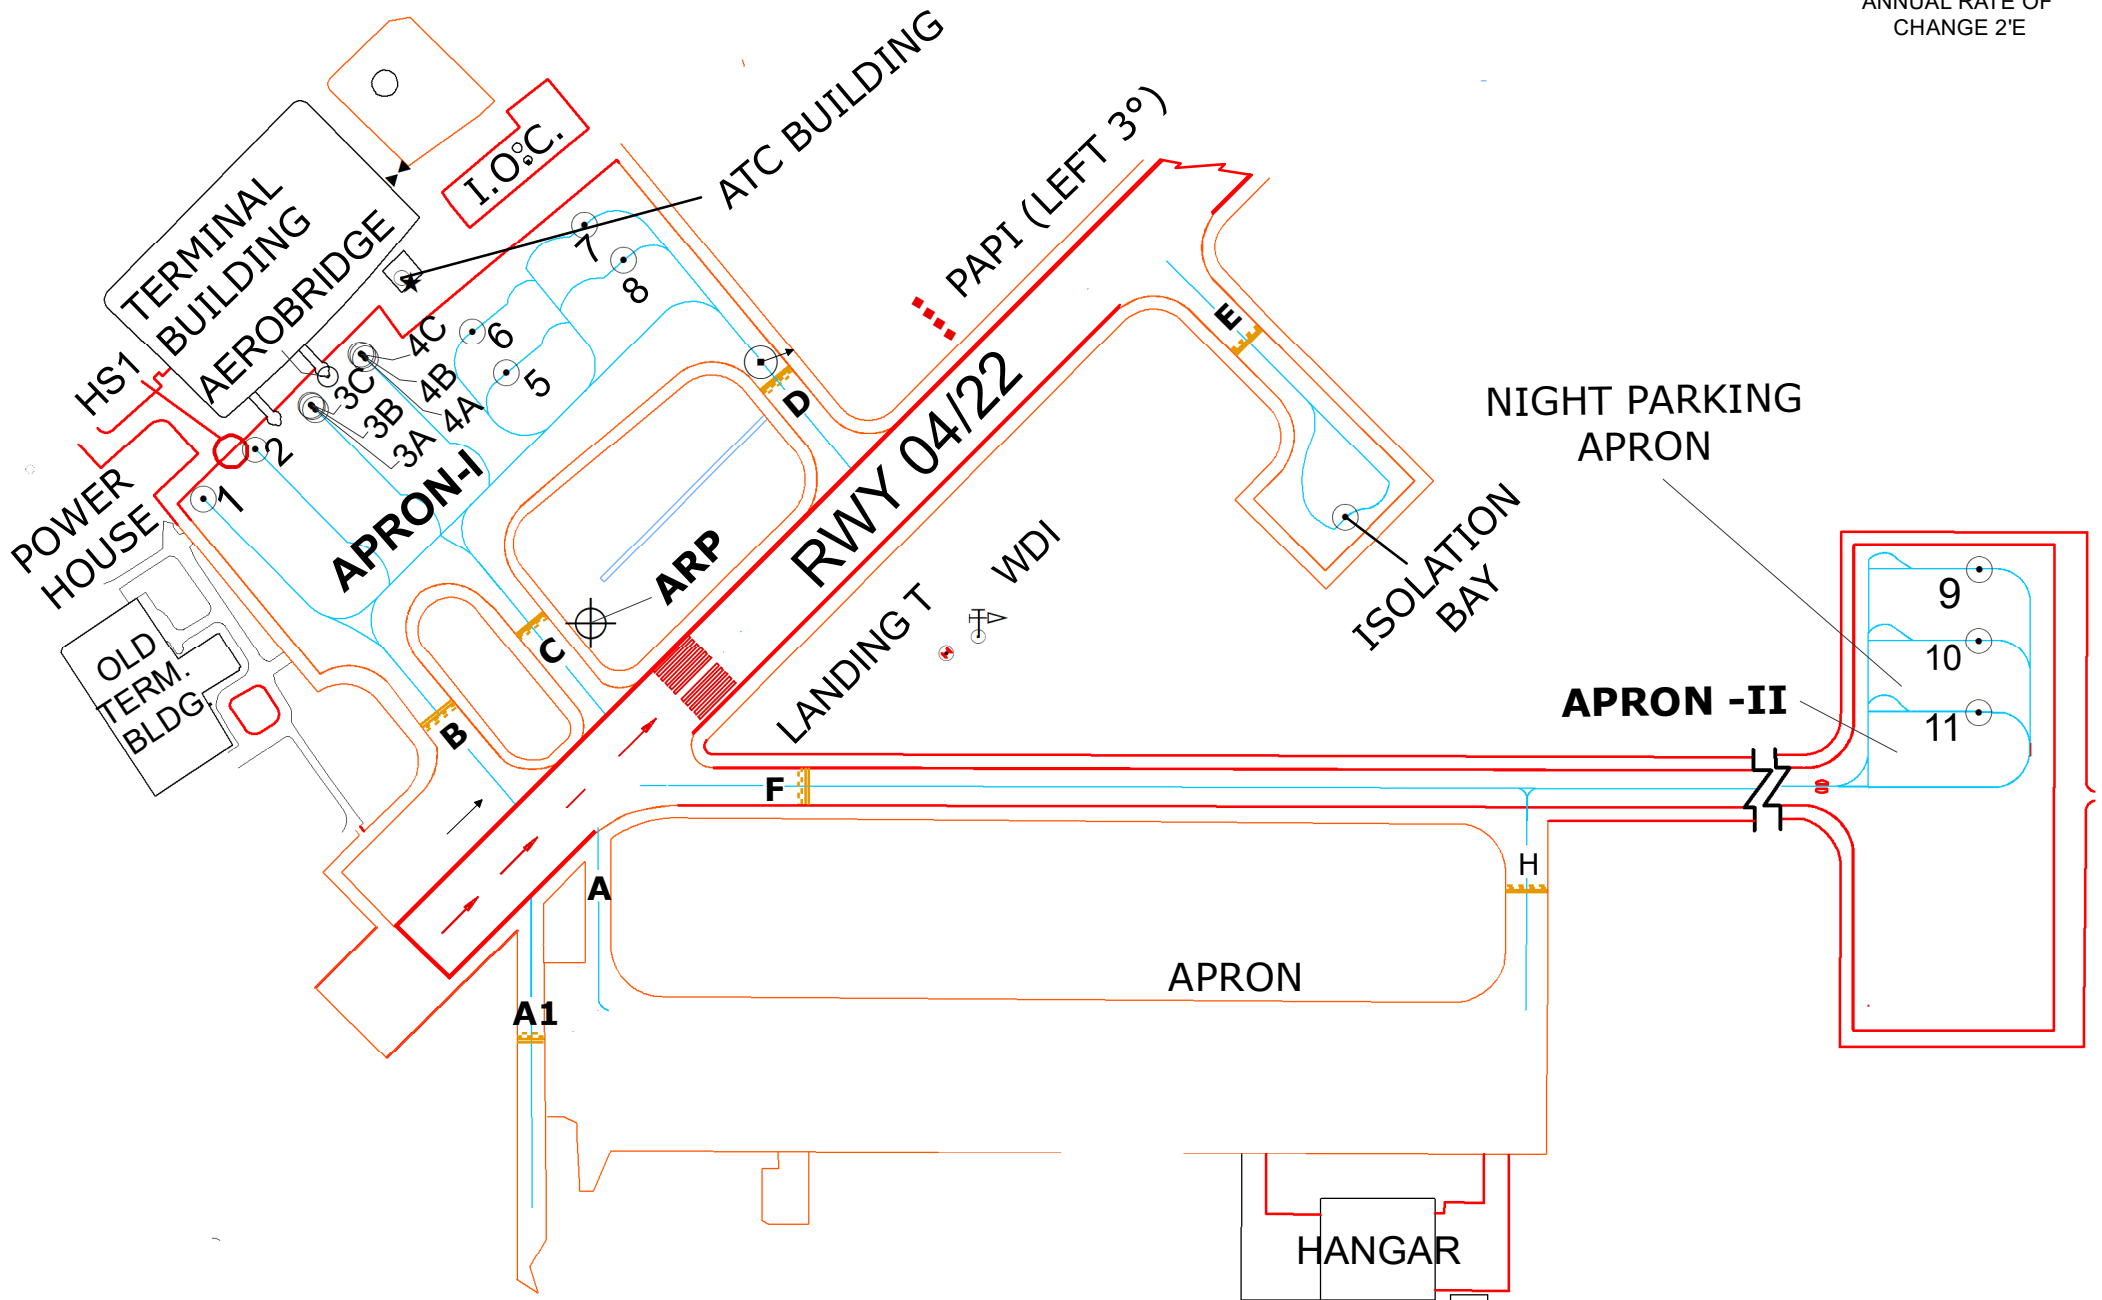 ANNUAL RATE OF
CHANGE 2'E
ATC BUILDING
I.O.C.
PAPI (LEFT 3°)
TERMINAL
BUILDING
AEROBRIDGE
HS1
7
8
6
5
4C
4B
4A
3C
3B
3A
2
1
E
D
RWY 04/22
NIGHT PARKING
APRON
POWER
HOUSE
APRON-I
ARP
WDI
LANDING T
ISOLATION
BAY
C
B
OLD
TERM.
BLDG.
9
10
11
APRON -II
F
A
H
A1
APRON
HANGAR